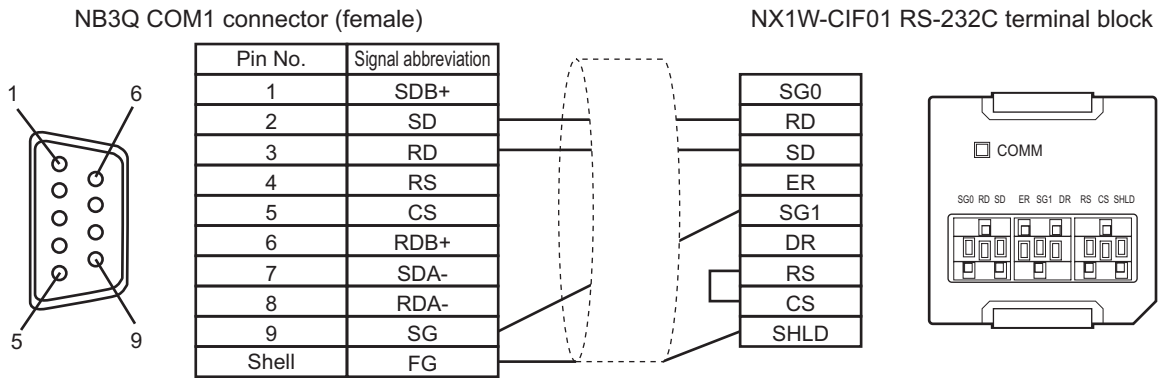 NB3Q COM1 connector (female)
NX1W-CIF01 RS-232C terminal block
Pin No. Signal abbreviation
1 SDB+
2 SD
3 RD
4 RS
5 CS
6 RDB+
7 SDA-
8 RDA-
9 SG
Shell FG
1 6
5 9
SG0
RD
SD
ER
SG1
DR
RS
CS
SHLD
COMM
SG0 RD SD ER SG1 DR RS CS SHLD